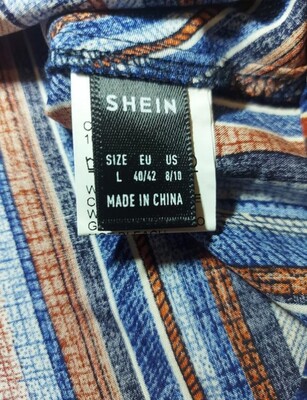 SHEIN
SIZE EU US
L 40/42 8/10
MADE IN CHINA